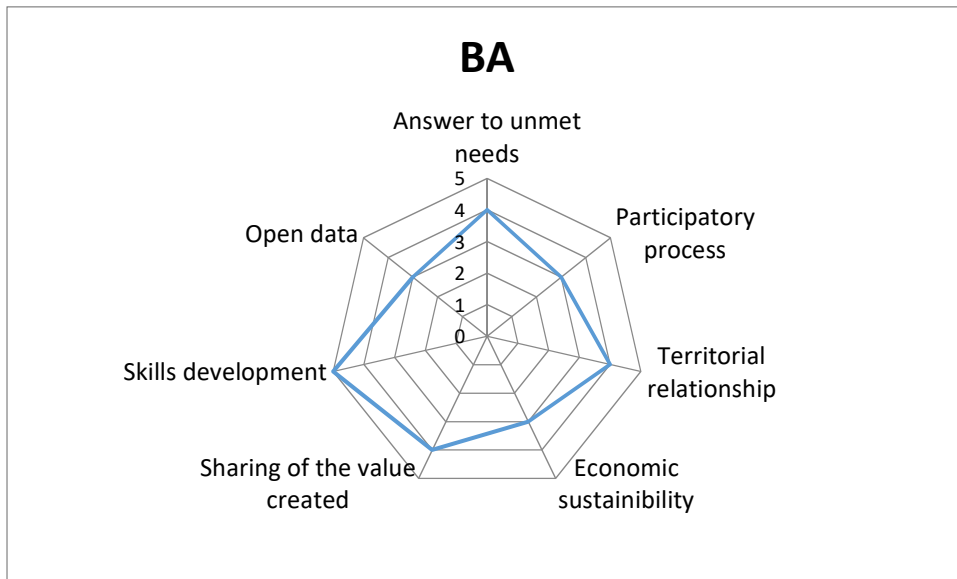 BA
Answer to unmet
needs
5
4
3
2
1
0
Participatory
process
Territorial
relationship
Economic
sustainibility
Sharing of the value
created
Skills development
Open data